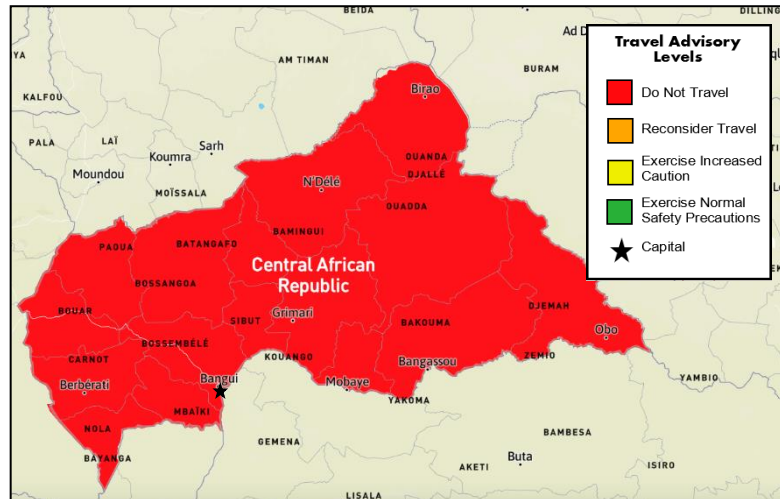 BEIDA
DILLING
Ad D
AM TIMAN
BURAM
KALFOU
PALA
LAÏ
Sarh
Koumra
Moundou
MOÏSSALA
Birao
OUANDA
DJALLÉ
N'Délé
OUADDA
BAMINGUI
PAOUA
BATANGAFO
Central African
Republic
BOSSANGOA
BOUAR
SIBUT
Grimari
BAKOUMA
DJEMAH
Obo
BOSSEMBÉLÉ
CARNOT
KOUANGO
ZEMIO
Berbérati
Bangui
Mobaye
Bangassou
YAKOMA
YAMBIO
MBAÏKI
NOLA
BAYANGA
GEMENA
BAMBESA
Buta
AKETI
ISIRO
LISALA
Travel Advisory
Levels
Do Not Travel
Reconsider Travel
Exercise Increased
Caution
Exercise Normal
Safety Precautions
Capital